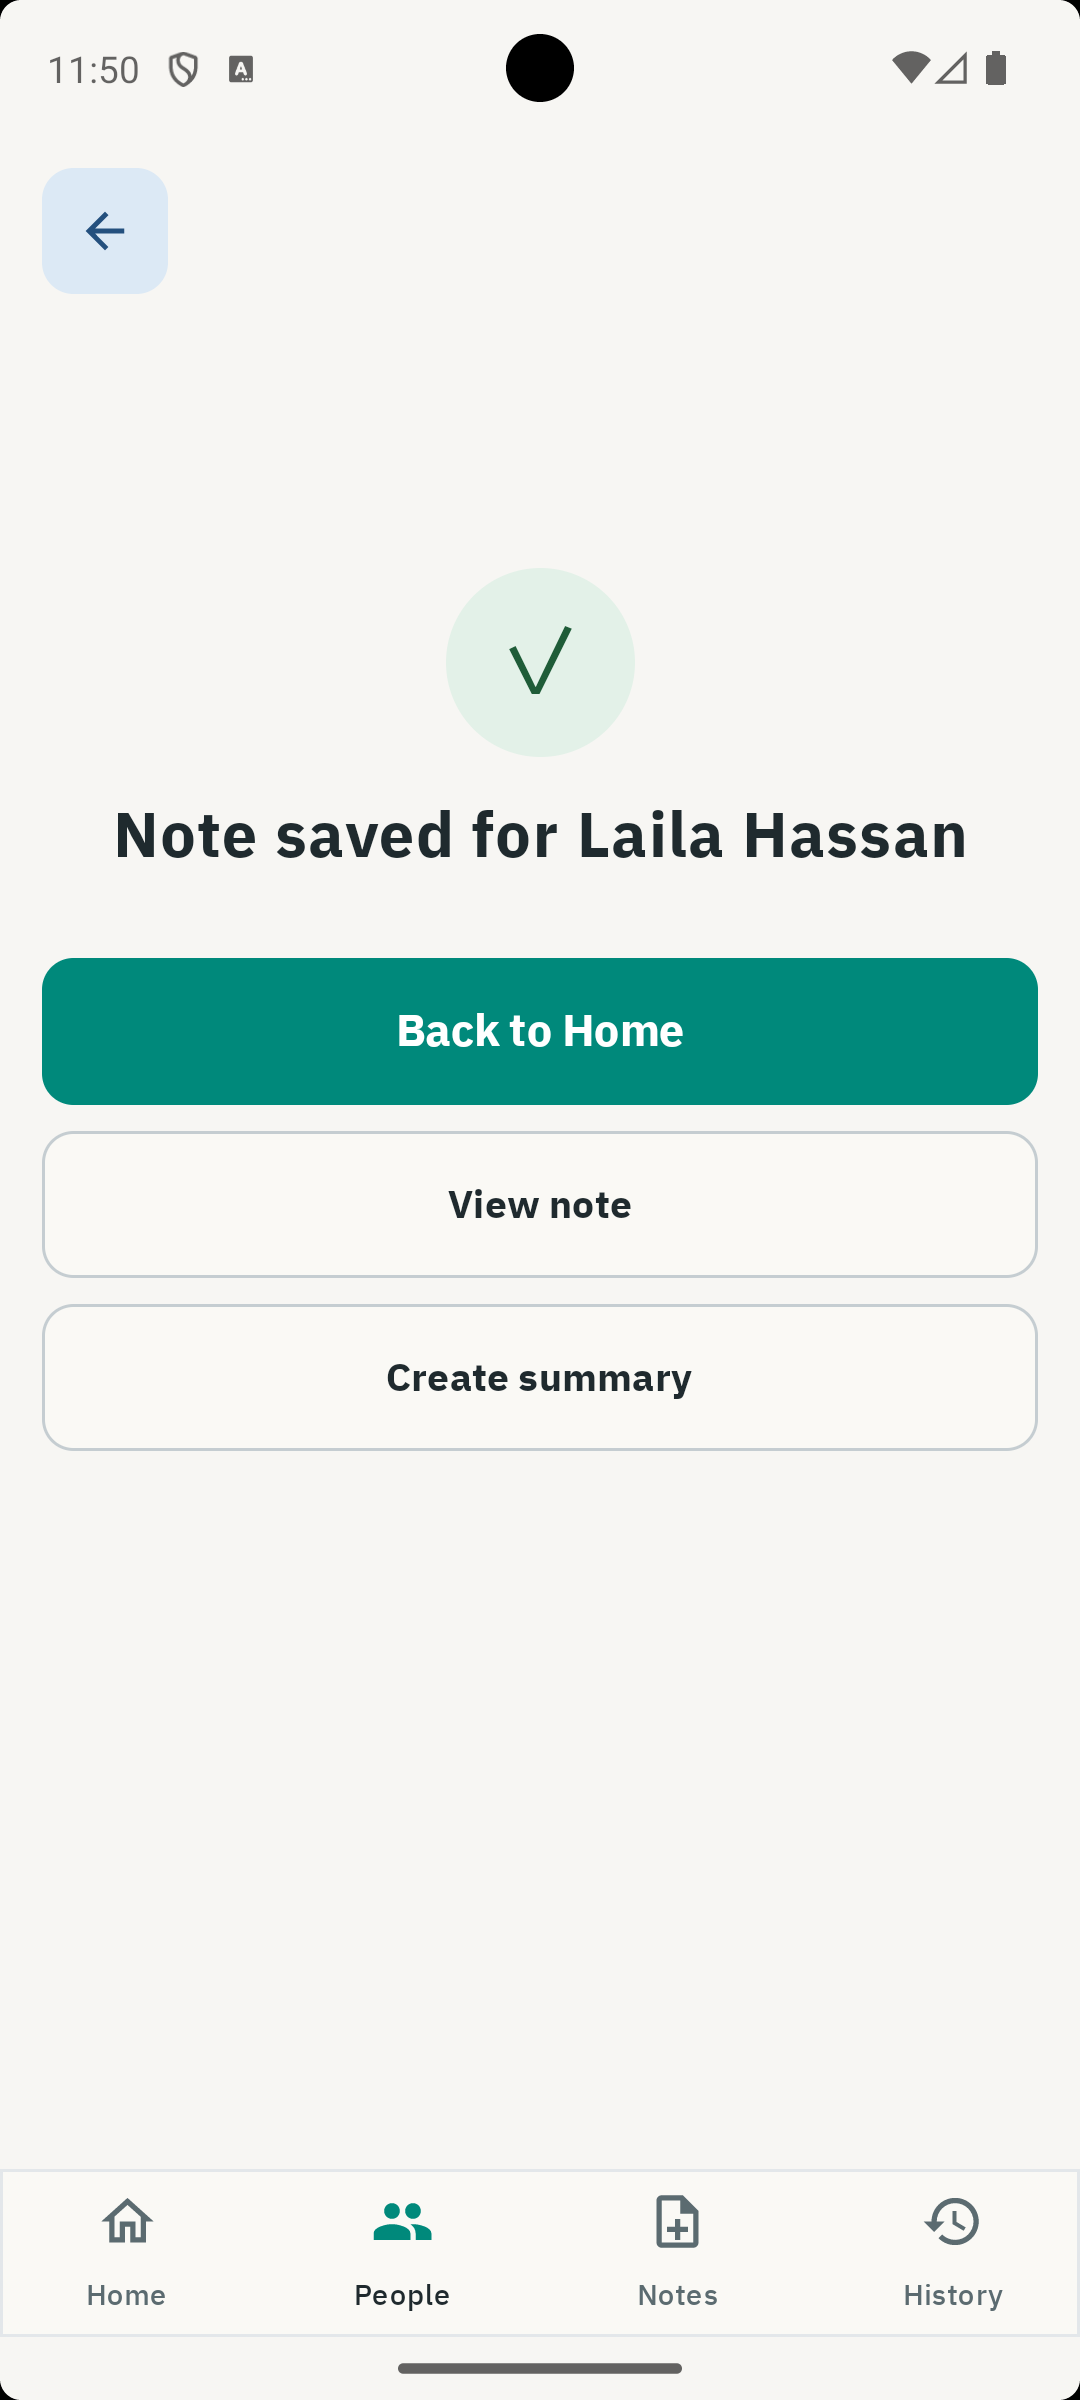 11:50
Note saved for Laila Hassan
Back to Home
View note
Create summary
Home
People
Notes
History